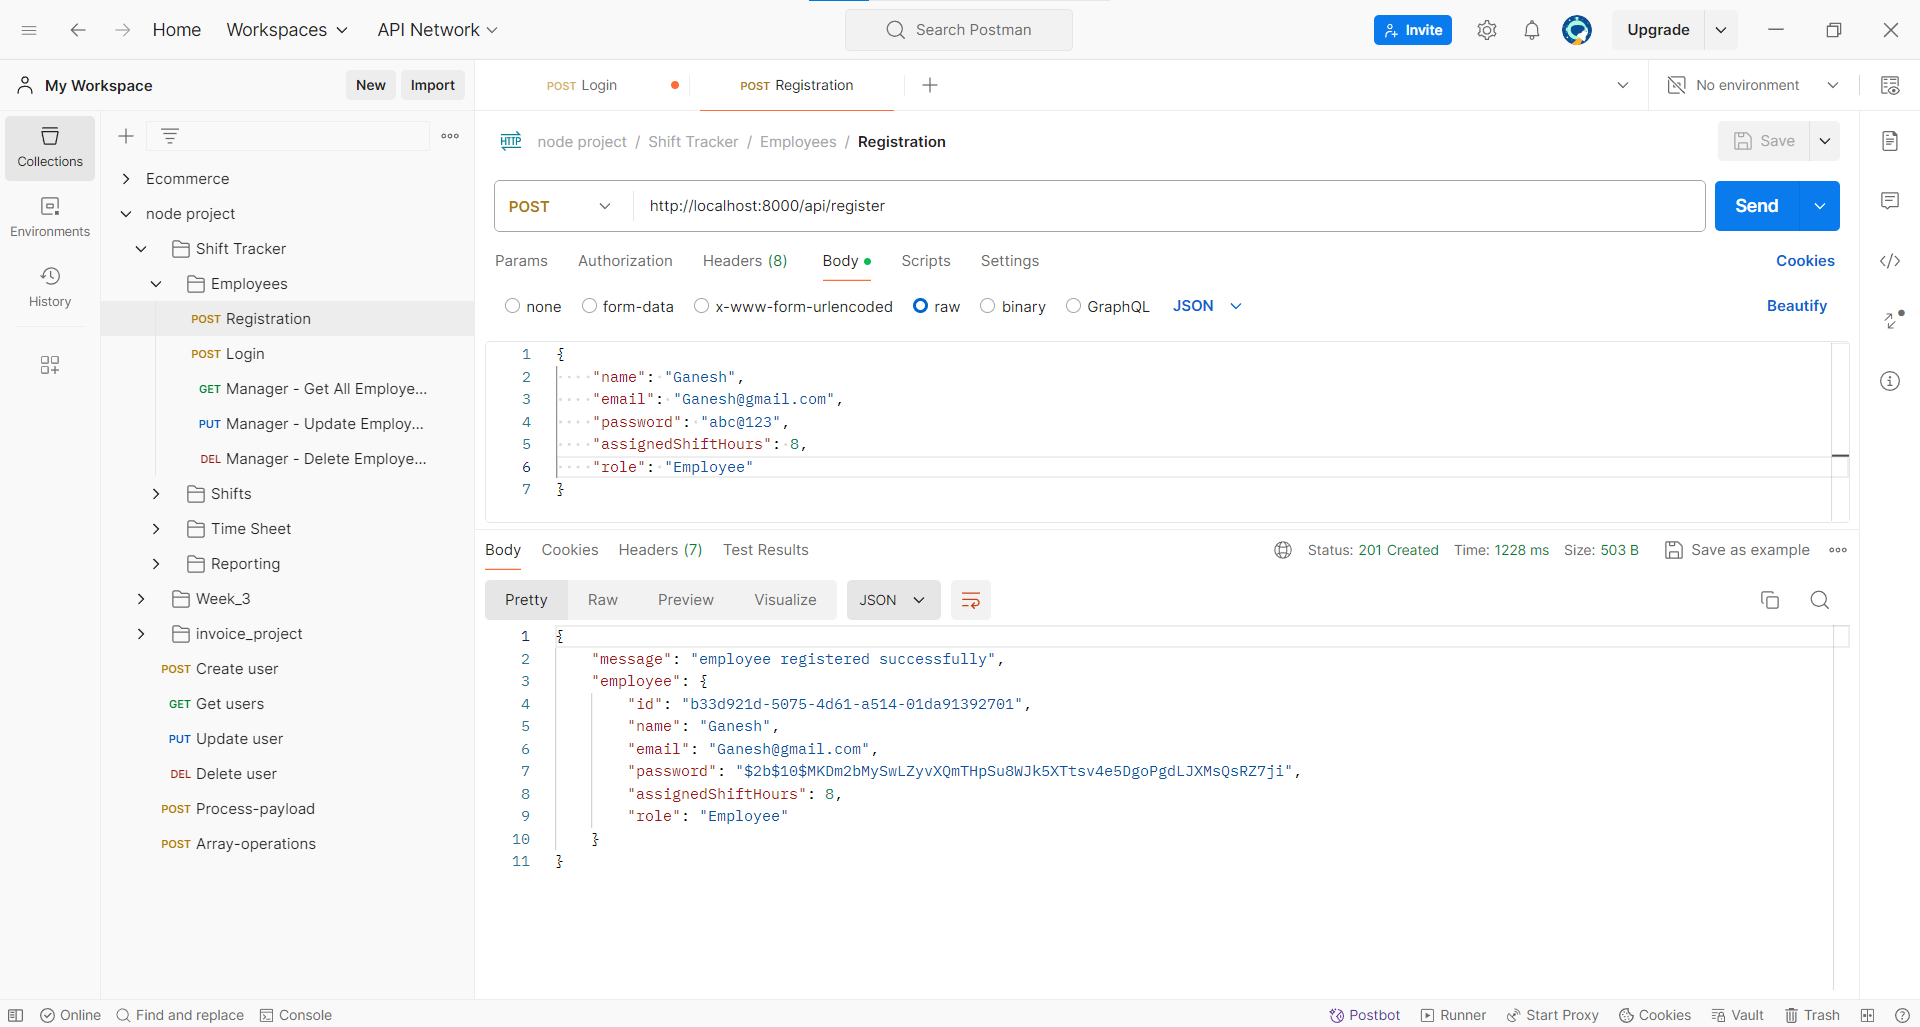 Home Workspaces API Network Search Postman Invite Upgrade
My Workspace New Import POST Login POST Registration No environment
Collections
Environments
History
Ecommerce
node project
Shift Tracker
Employees
POST Registration
POST Login
GET Manager - Get All Employe...
PUT Manager - Update Employ...
DEL Manager - Delete Employe...
Shifts
Time Sheet
Reporting
Week_3
invoice_project
POST Create user
GET Get users
PUT Update user
DEL Delete user
POST Process-payload
POST Array-operations
HTTP node project / Shift Tracker / Employees / Registration Save
POST http://localhost:8000/api/register Send
Params Authorization Headers (8) Body Scripts Settings Cookies
none form-data x-www-form-urlencoded raw binary GraphQL JSON Beautify
1 {
2 "name": "Ganesh",
3 "email": "Ganesh@gmail.com",
4 "password": "abc@123",
5 "assignedShiftHours": 8,
6 "role": "Employee"
7 }
Body Cookies Headers (7) Test Results Status: 201 Created Time: 1228 ms Size: 503 B Save as example
Pretty Raw Preview Visualize JSON
1 {
2 "message": "employee registered successfully",
3 "employee": {
4 "id": "b33d921d-5075-4d61-a514-01da91392701",
5 "name": "Ganesh",
6 "email": "Ganesh@gmail.com",
7 "password": "$2b$10$MKDm2bMySwLZyvXQmTHpSu8WJk5XTtsv4e5DgoPgdLJXMsQsRZ7ji",
8 "assignedShiftHours": 8,
9 "role": "Employee"
10 }
11 }
Online Find and replace Console Postbot Runner Start Proxy Cookies Vault Trash